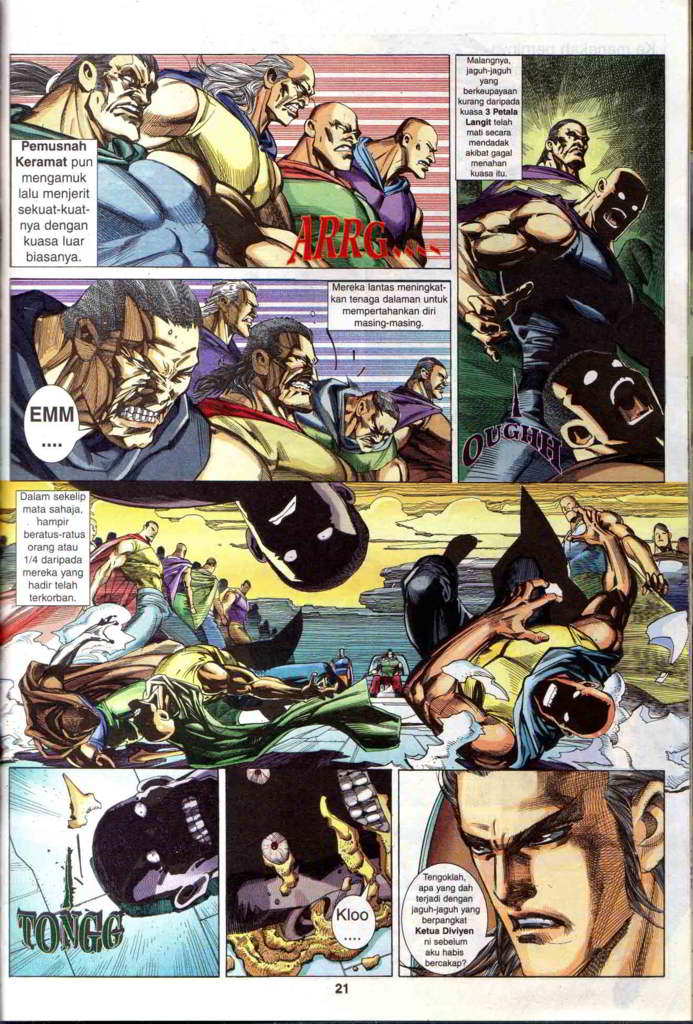 Pemusnah
Keramat pun
mengamuk
lalu menjerit
sekuat-kuat-
nya dengan
kuasa luar
biasanya.
ARRG...
Malangnya,
jaguh-jaguh
yang
berkeupayaan
kurang daripada
kuasa 3 Petala
Langit telah
mati secara
mendadak
akibat gagal
menahan
kuasa itu.
Mereka lantas meningkat-
kan tenaga dalaman untuk
mempertahankan diri
masing-masing.
EMM
....
OUGHH
Dalam sekelip
mata sahaja,
hampir
beratus-ratus
orang atau
1/4 daripada
mereka yang
hadir telah
terkorban.
TONGG
Kloo
....
Tengoklah,
apa yang dah
terjadi dengan
jaguh-jaguh yang
berpangkat
Ketua Diviyen
ni sebelum
aku habis
bercakap?
21